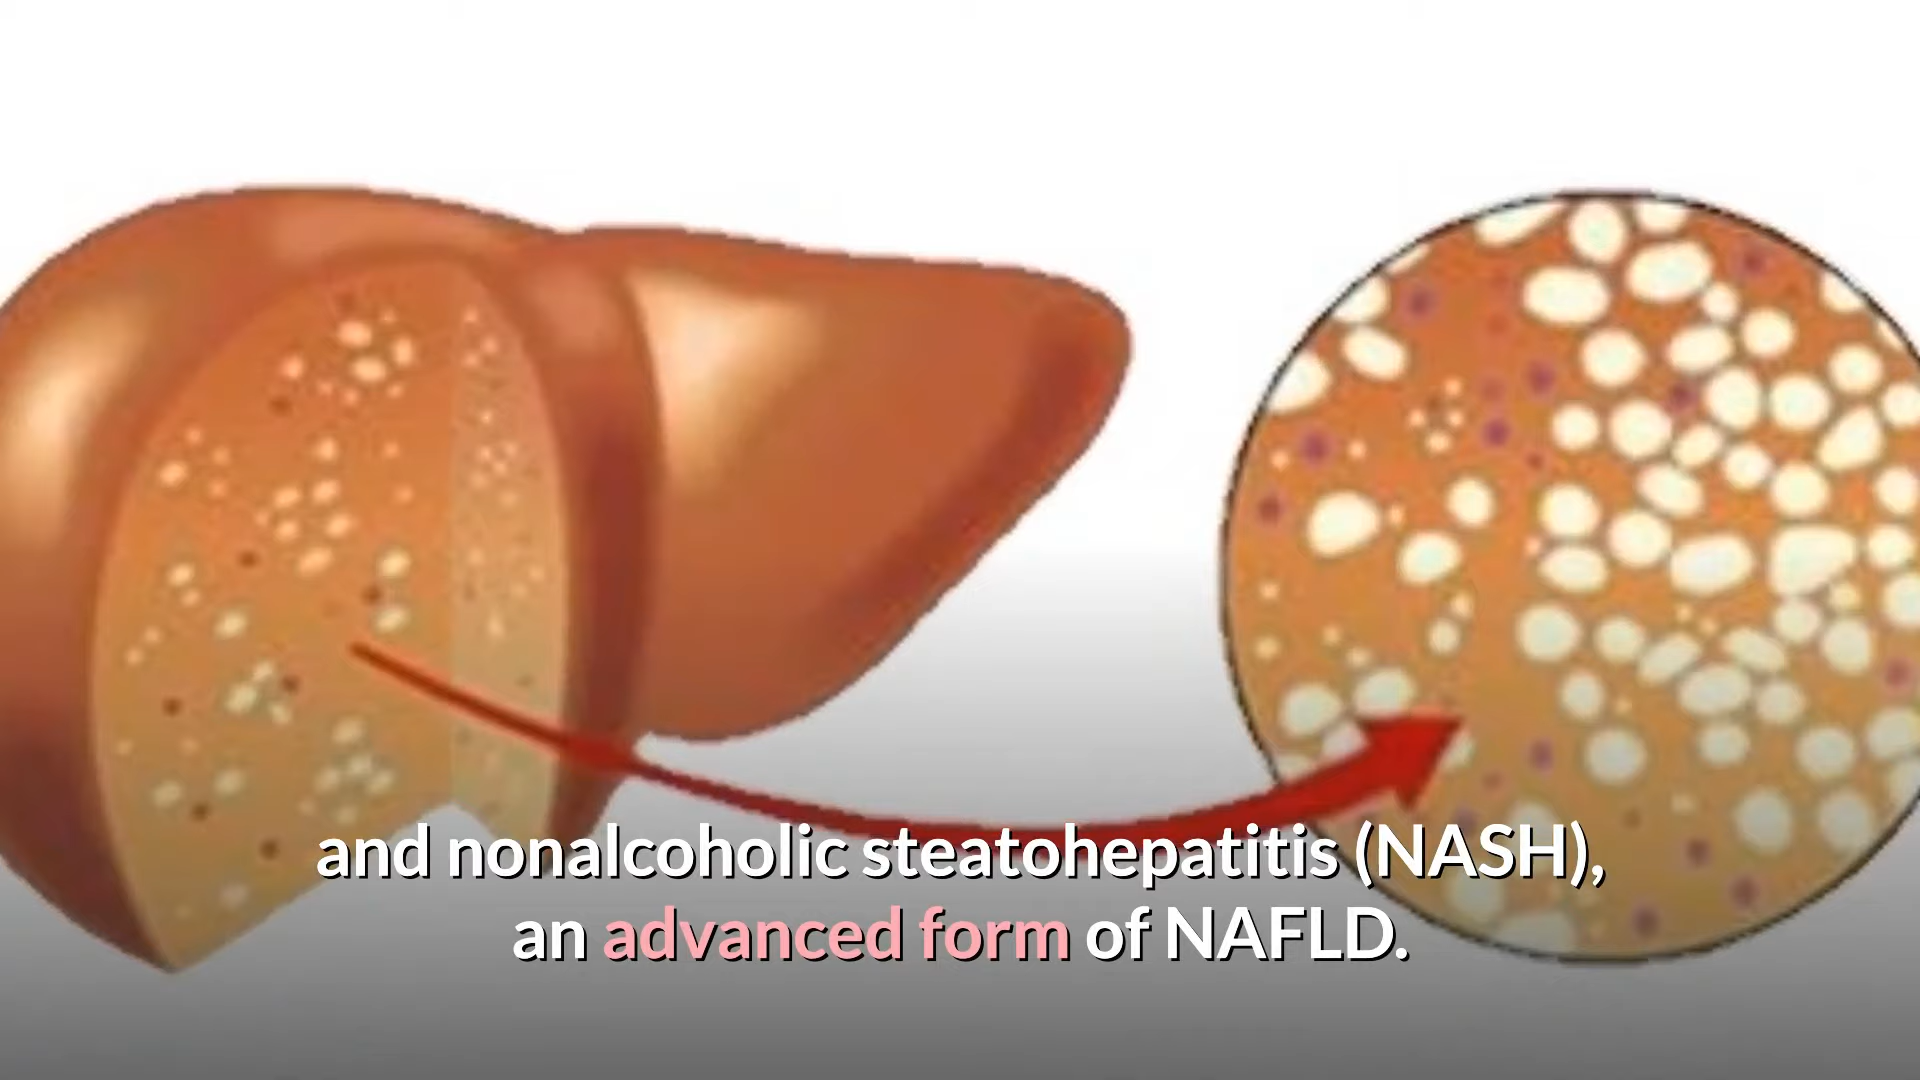 and nonalcoholic steatohepatitis (NASH),
an advanced form of NAFLD.